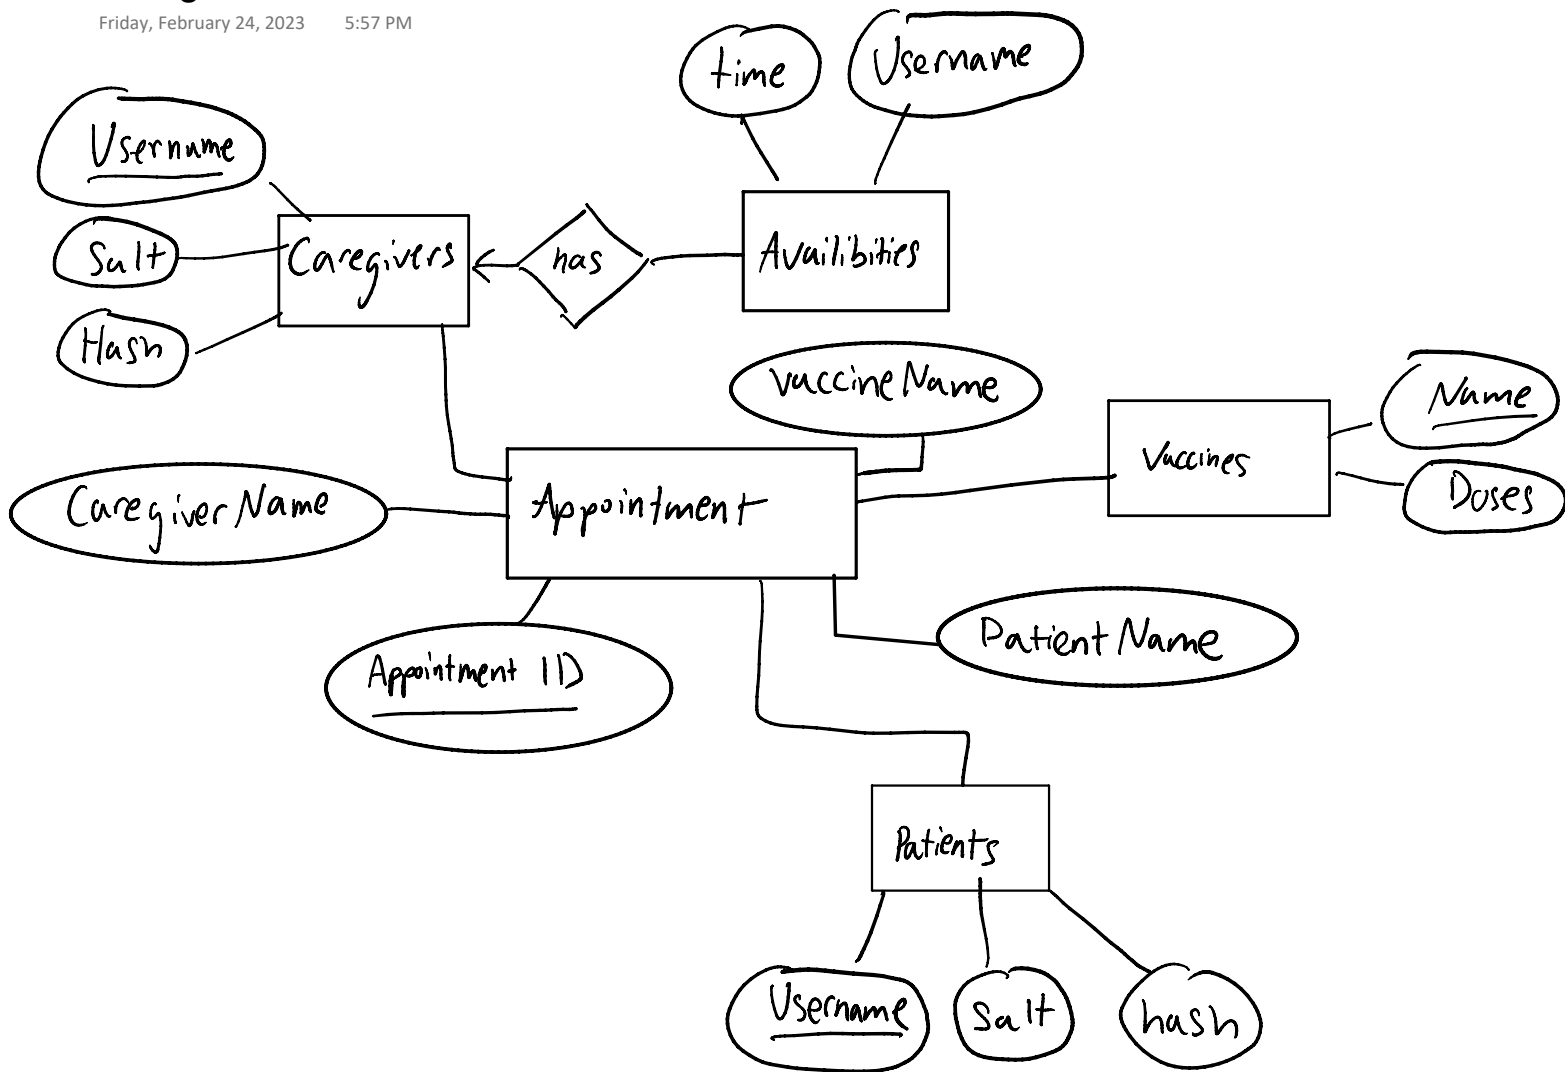 Friday, February 24, 2023 5:57 PM
time
Username
Username
Salt
Hash
Caregivers
has
Availibities
vaccine Name
Name
Vaccines
Doses
Caregiver Name
Appointment
Appointment ID
Patient Name
Patients
Username
salt
hash